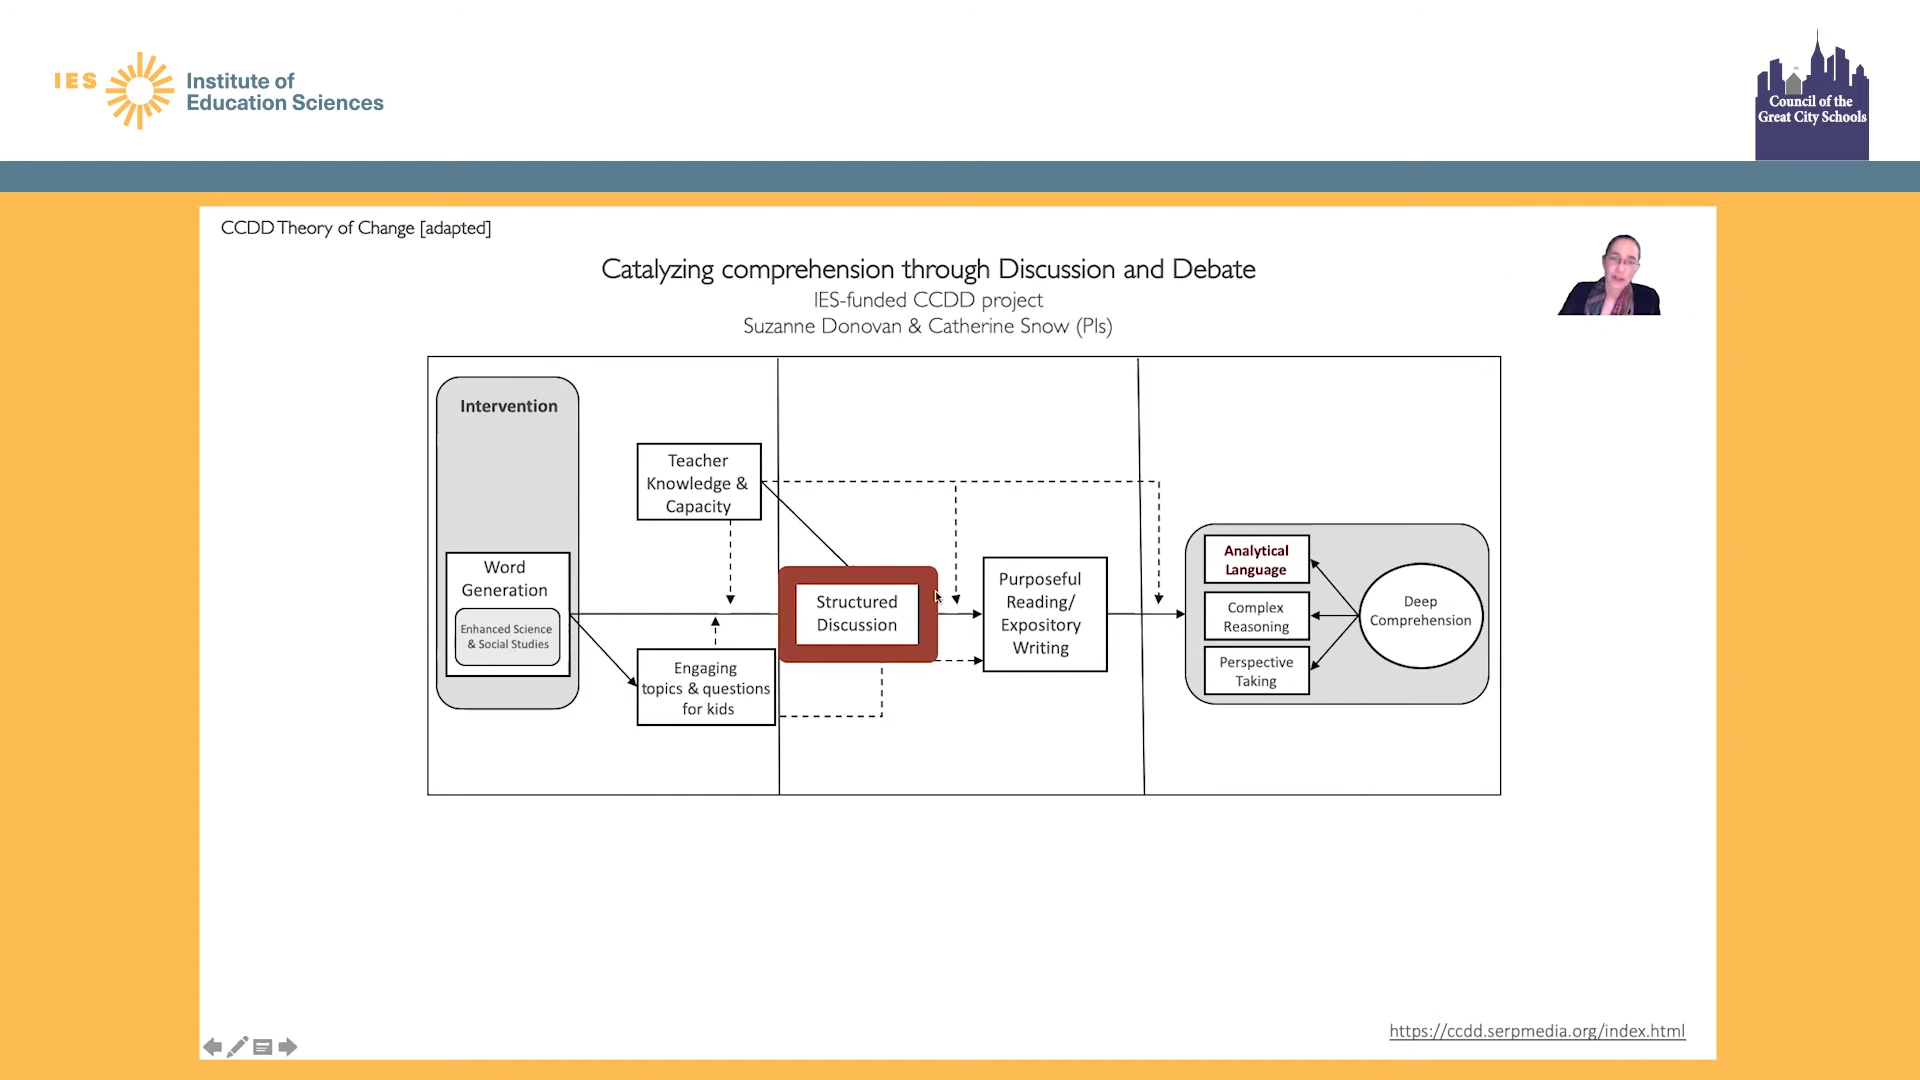 IES
Institute of
Education Sciences
Council of the
Great City Schools
CCDD Theory of Change [adapted]
Catalyzing comprehension through Discussion and Debate
IES-funded CCDD project
Suzanne Donovan & Catherine Snow (PIs)
Intervention
Word
Generation
Enhanced Science
& Social Studies
Teacher
Knowledge &
Capacity
Engaging
topics & questions
for kids
Structured
Discussion
Purposeful
Reading/
Expository
Writing
Analytical
Language
Complex
Reasoning
Perspective
Taking
Deep
Comprehension
https://ccdd.serpmedia.org/index.html